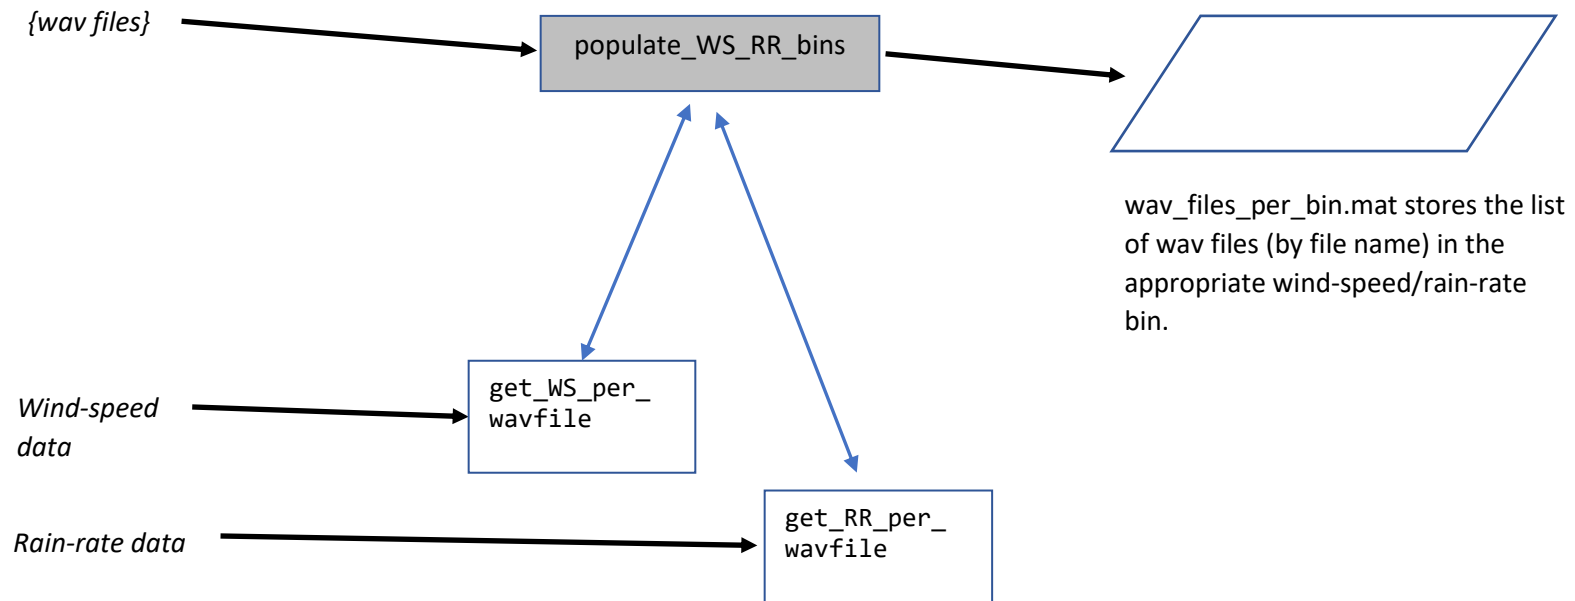 {wav files}
populate_WS_RR_bins
wav_files_per_bin.mat stores the list
of wav files (by file name) in the
appropriate wind-speed/rain-rate
bin.
get_WS_per_
wavfile
Wind-speed
data
get_RR_per_
wavfile
Rain-rate data